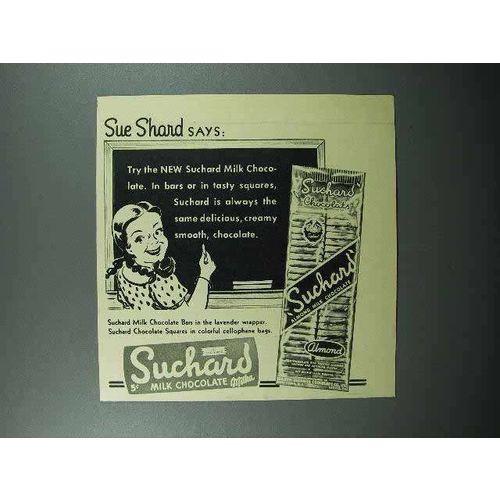 Sue Shard SAYS:
Try the NEW Suchard Milk Choco-
late. In bars or in tasty squares,
Suchard is always the
same delicious, creamy
smooth, chocolate.
Suchard
Chocolate
Suchard
ALMOND MILK CHOCOLATE
Almond
Suchard Milk Chocolate Bars in the lavender wrapper.
Suchard Chocolate Squares in colorful cellophane bags.
Suchard
5¢ MILK CHOCOLATE Milka